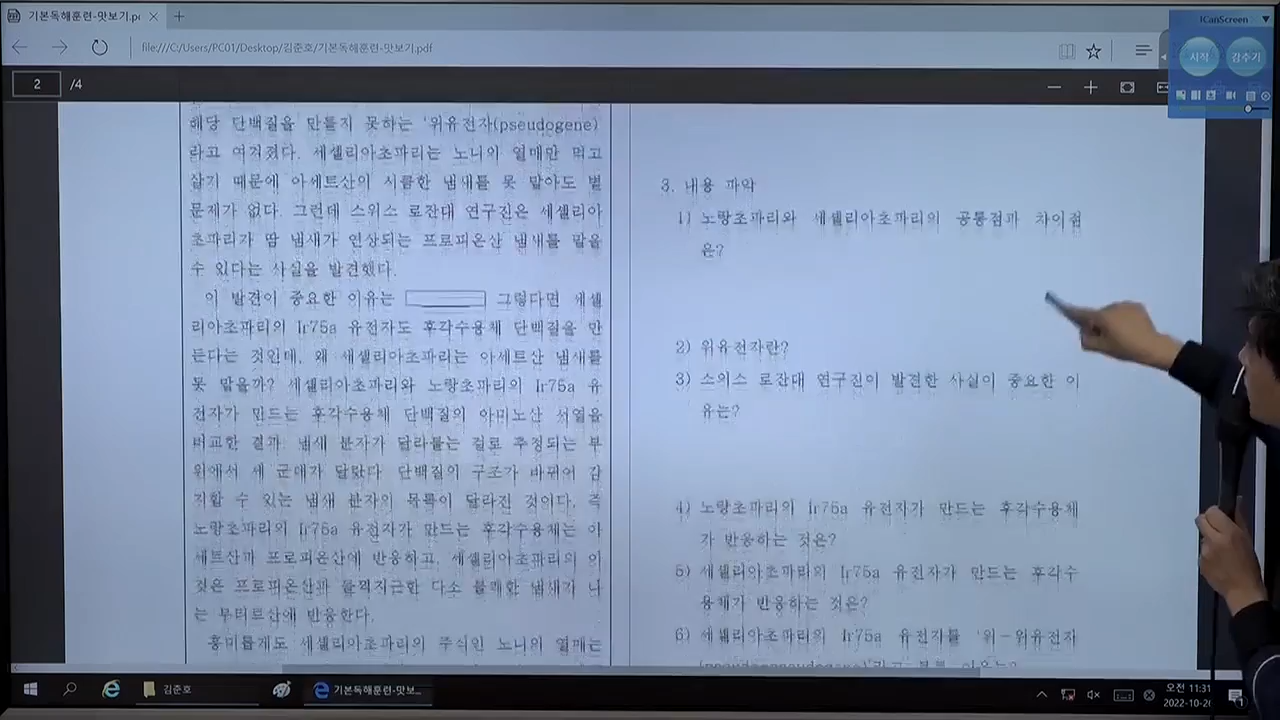 기본독해훈련-맛보기.p
file:///C:/Users/PC01/Desktop/김준호/기본독해훈련-맛보기.pdf
iCanScreen
시작
감추기
2 /4
해당 단백질을 만들지 못하는 '위유전자(pseudogene)
라고 여겨졌다. 세셸리아초파리는 노니의 열매만 먹고
살기 때문에 아세트산의 시큼한 냄새를 못 맡아도 별
문제가 없다. 그런데 스위스 로잔대 연구진은 세셸리아
초파리가 땀 냄새가 연상되는 프로피온산 냄새를 맡을
수 있다는 사실을 발견했다.
이 발견이 중요한 이유는 그렇다면 세셸
리아초파리의 Ir75a 유전자도 후각수용체 단백질을 만
든다는 것인데, 왜 세셸리아초파리는 아세트산 냄새를
못 맡을까? 세셸리아초파리와 노랑초파리의 Ir75a 유
전자가 만드는 후각수용체 단백질의 아미노산 서열을
비교한 결과, 냄새 분자가 달라붙는 걸로 추정되는 부
위에서 세 군데가 달랐다. 단백질의 구조가 바뀌어 감
지할 수 있는 냄새 분자의 목록이 달라진 것이다. 즉
노랑초파리의 Ir75a 유전자가 만드는 후각수용체는 아
세트산과 프로피온산에 반응하고, 세셸리아초파리의 이
것은 프로피온산과 들쩍지근한 다소 불쾌한 냄새가 나
는 부티르산에 반응한다.
흥미롭게도 세셸리아초파리의 주식인 노니의 열매는
3. 내용 파악
1) 노랑초파리와 세셸리아초파리의 공통점과 차이점
은?
2) 위유전자란?
3) 스위스 로잔대 연구진이 발견한 사실이 중요한 이
유는?
4) 노랑초파리의 Ir75a 유전자가 만드는 후각수용체
가 반응하는 것은?
5) 세셸리아초파리의 Ir75a 유전자가 만드는 후각수
용체가 반응하는 것은?
6) 세셸리아초파리의 Ir75a 유전자를 '위-위유전자
김준호
기본독해훈련-맛보...
오전 11:31
2022-10-2